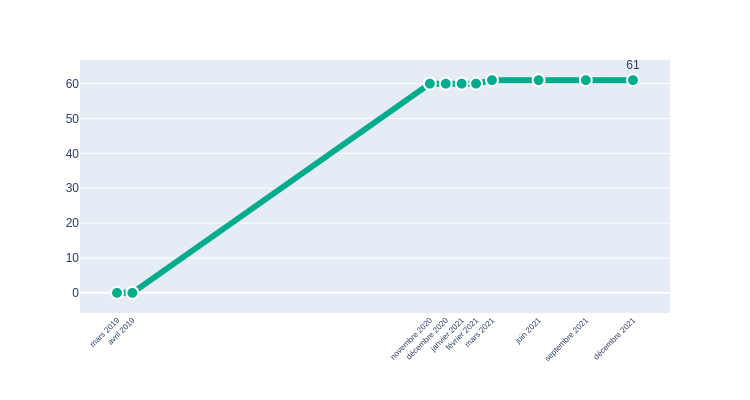 61
60
50
40
30
20
10
0
mars 2019
avril 2019
novembre 2020
décembre 2020
janvier 2021
février 2021
mars 2021
juin 2021
septembre 2021
décembre 2021